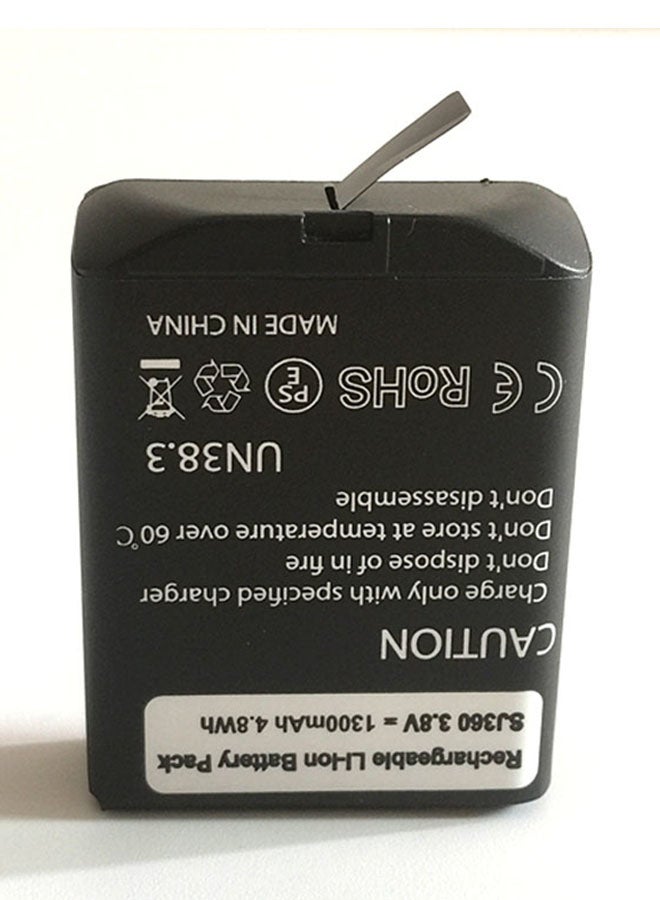 Rechargeable Li-Ion Battery Pack
SJ360 3.8V = 1300mAh 4.8Wh
CAUTION
Charge only with specified charger
Don't dispose of in fire
Don't store at temperature over 60°C
Don't disassemble
UN38.3
CE RoHS PSE
MADE IN CHINA